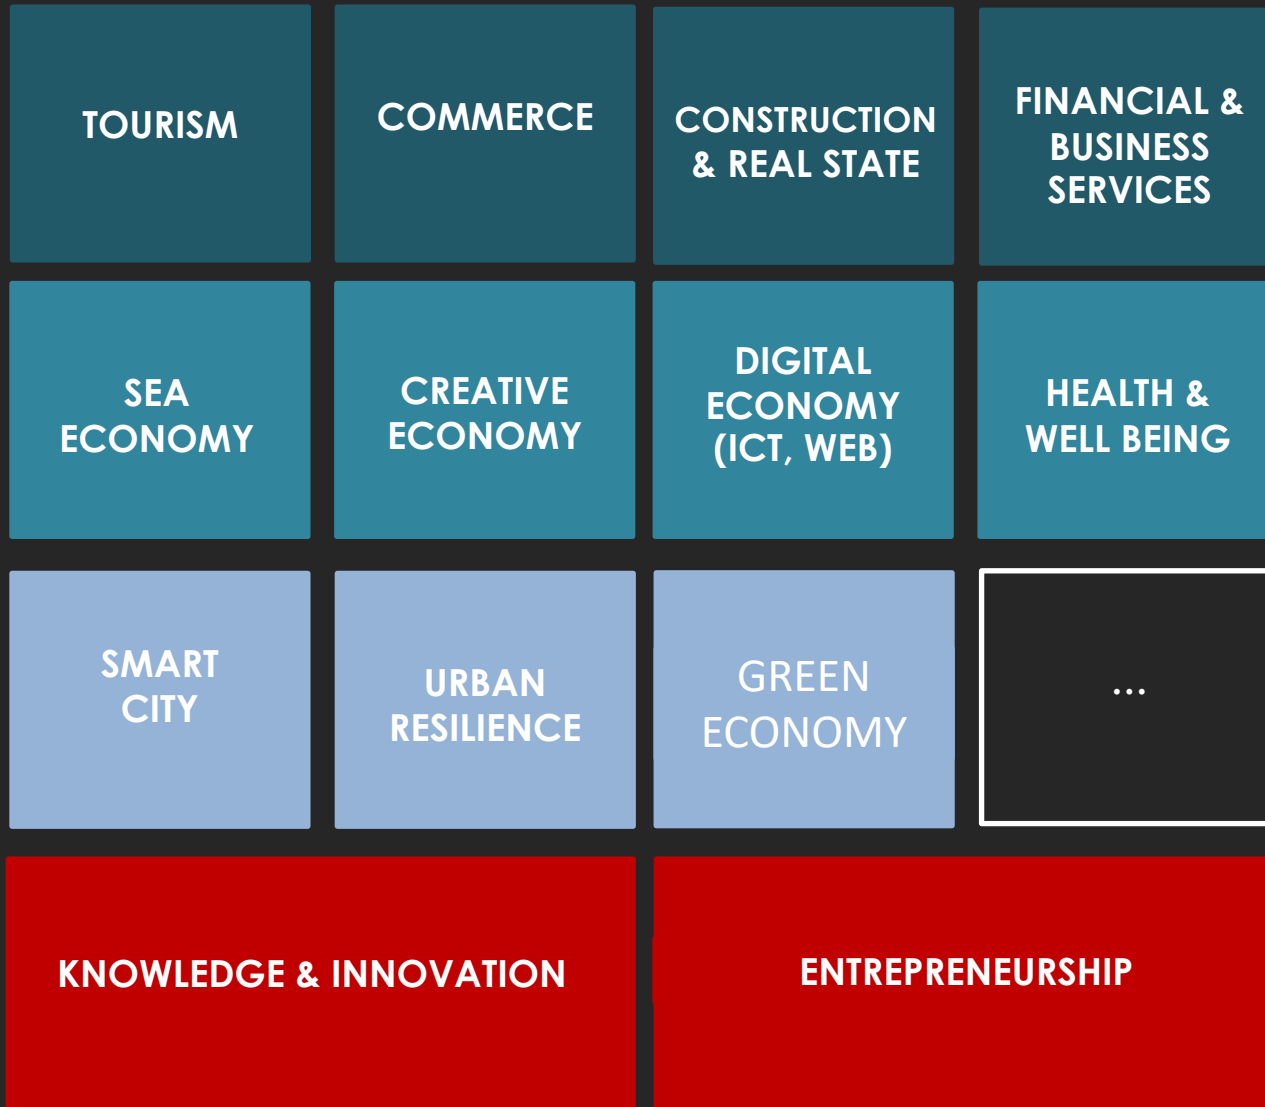 TOURISM
COMMERCE
CONSTRUCTION
& REAL STATE
FINANCIAL &
BUSINESS
SERVICES
SEA
ECONOMY
CREATIVE
ECONOMY
DIGITAL
ECONOMY
(ICT, WEB)
HEALTH &
WELL BEING
SMART
CITY
URBAN
RESILIENCE
GREEN
ECONOMY
...
KNOWLEDGE & INNOVATION
ENTREPRENEURSHIP